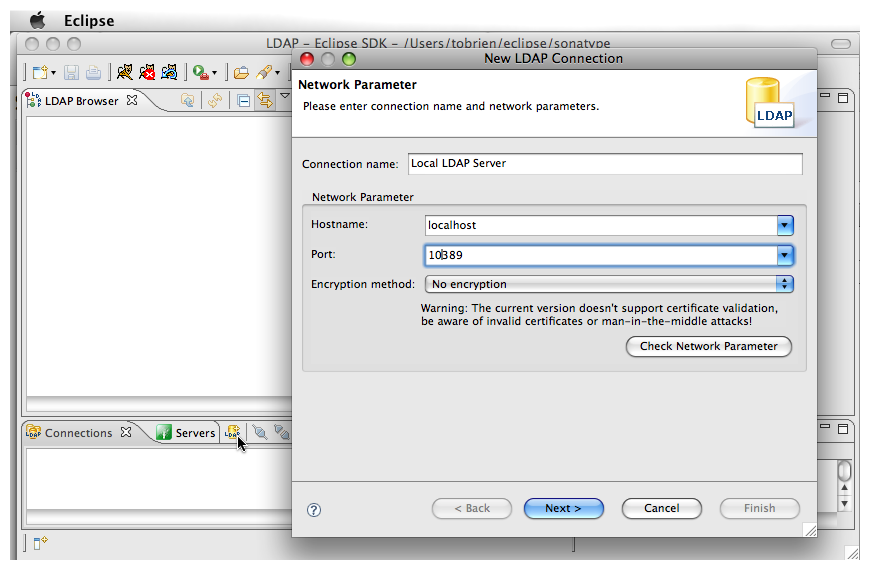 Eclipse
LDAP - Eclipse SDK - /Users/tobrien/eclipse/sonatype
New LDAP Connection
LDAP Browser
Network Parameter
Please enter connection name and network parameters.
LDAP
Connection name: Local LDAP Server
Network Parameter
Hostname: localhost
Port: 10389
Encryption method: No encryption
Warning: The current version doesn't support certificate validation,
be aware of invalid certificates or man-in-the-middle attacks!
Check Network Parameter
LDAP Connections Servers LDAP
? < Back Next > Cancel Finish